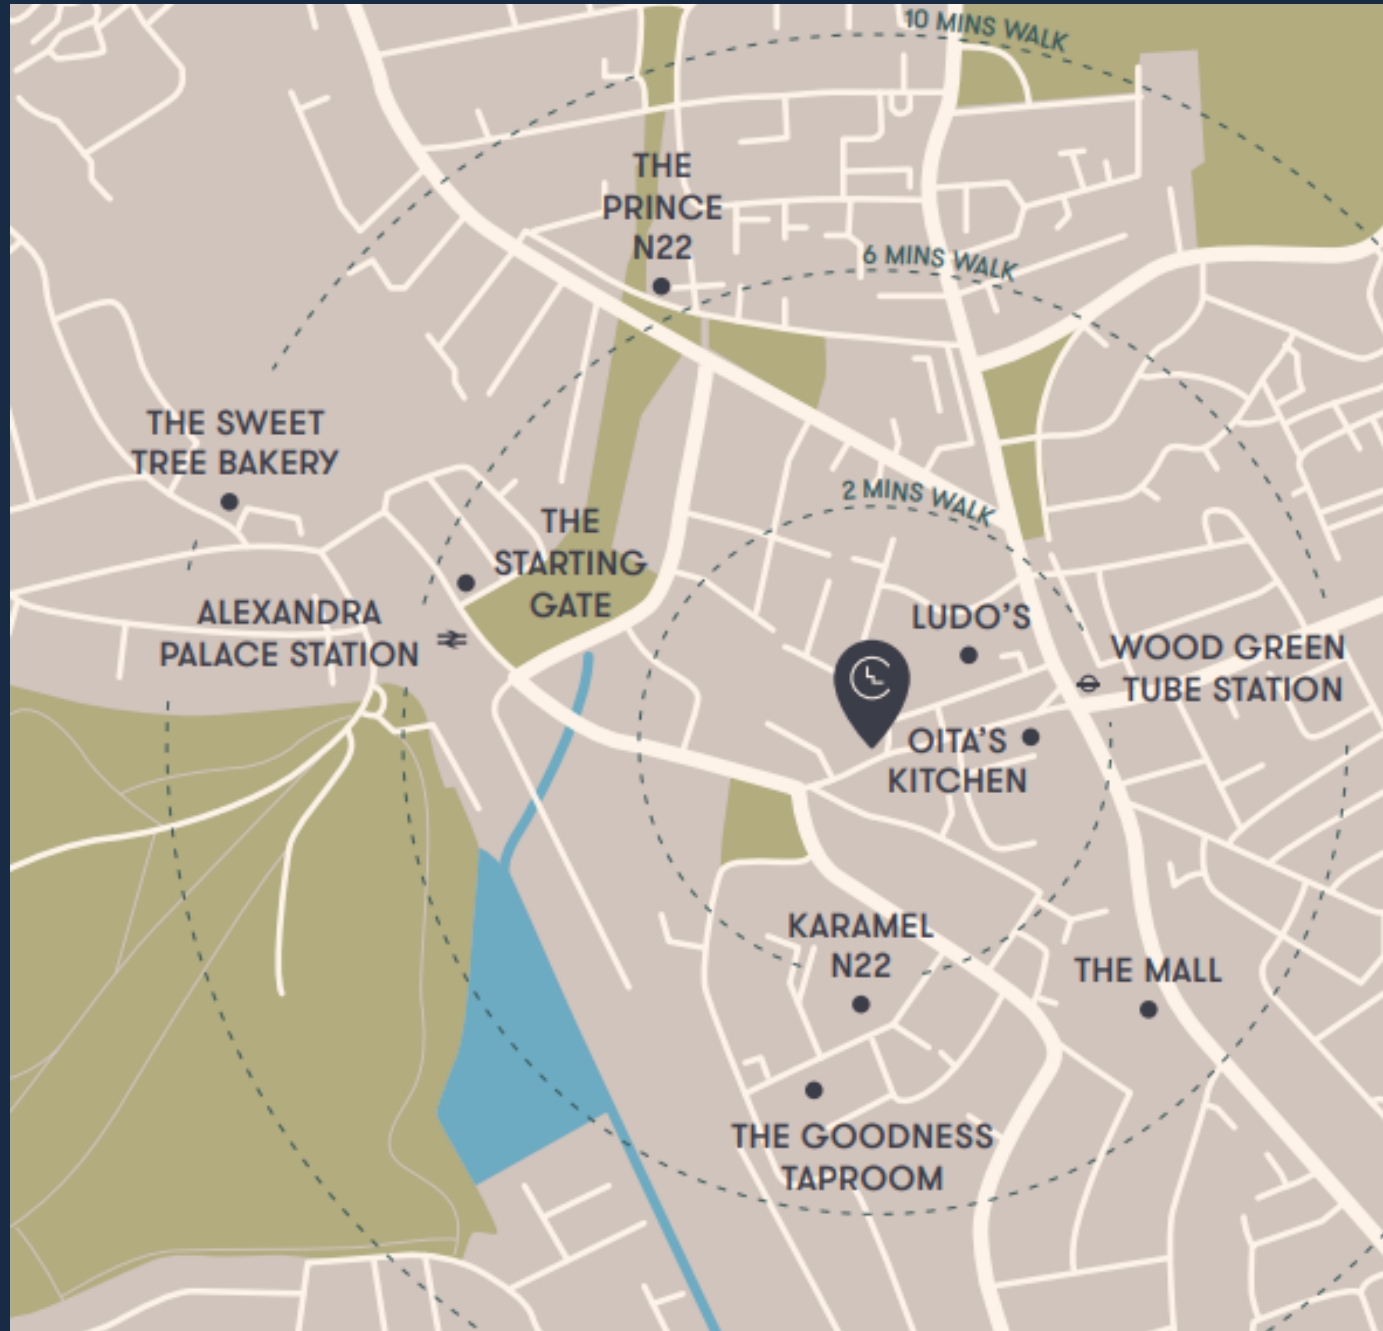 10 MINS WALK
THE
PRINCE
N22
6 MINS WALK
THE SWEET
TREE BAKERY
2 MINS WALK
THE
STARTING
GATE
ALEXANDRA
PALACE STATION
LUDO'S
WOOD GREEN
TUBE STATION
OITA'S
KITCHEN
KARAMEL
N22
THE MALL
THE GOODNESS
TAPROOM